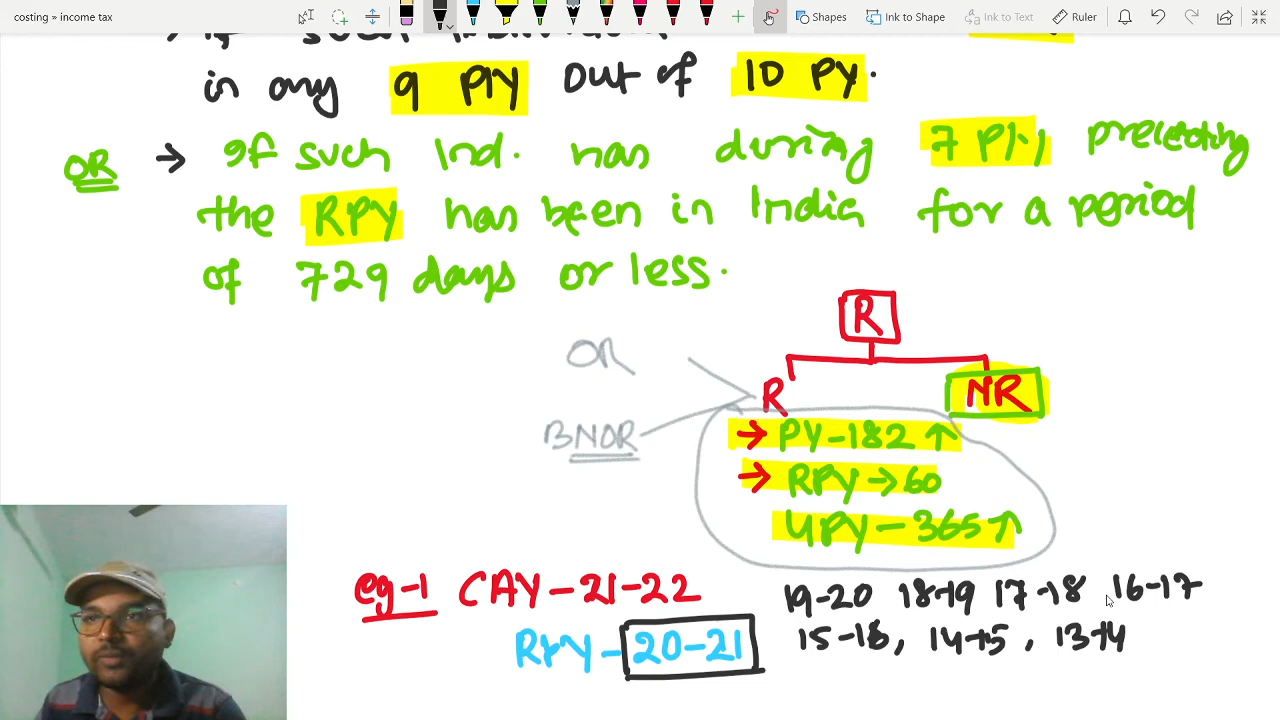 costing » income tax
Shapes
Ink to Shape
Ink to Text
Ruler
in any 9 PIY out of 10 PY.
OR → If such Ind. has during 7 PIY preceding
the RPY has been in India for a period
of 729 days or less.
R
OR
R NR
BNOR
→ PY-182 ↑
→ RPY → 60
4PY - 365 ↑
eg-1 CAY - 21-22
RPY - 20-21
19-20 18-19 17-18 16-17
15-16, 14-15, 13-14